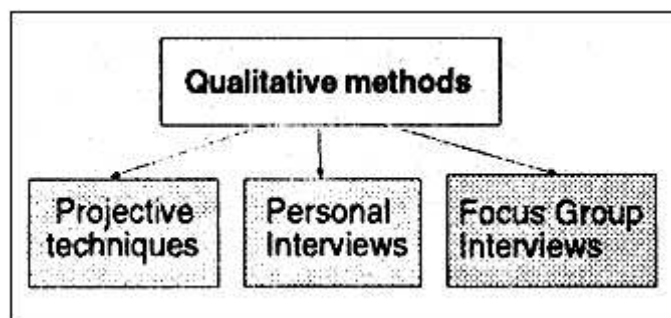 Qualitative methods
Projective
techniques
Personal
Interviews
Focus Group
Interviews